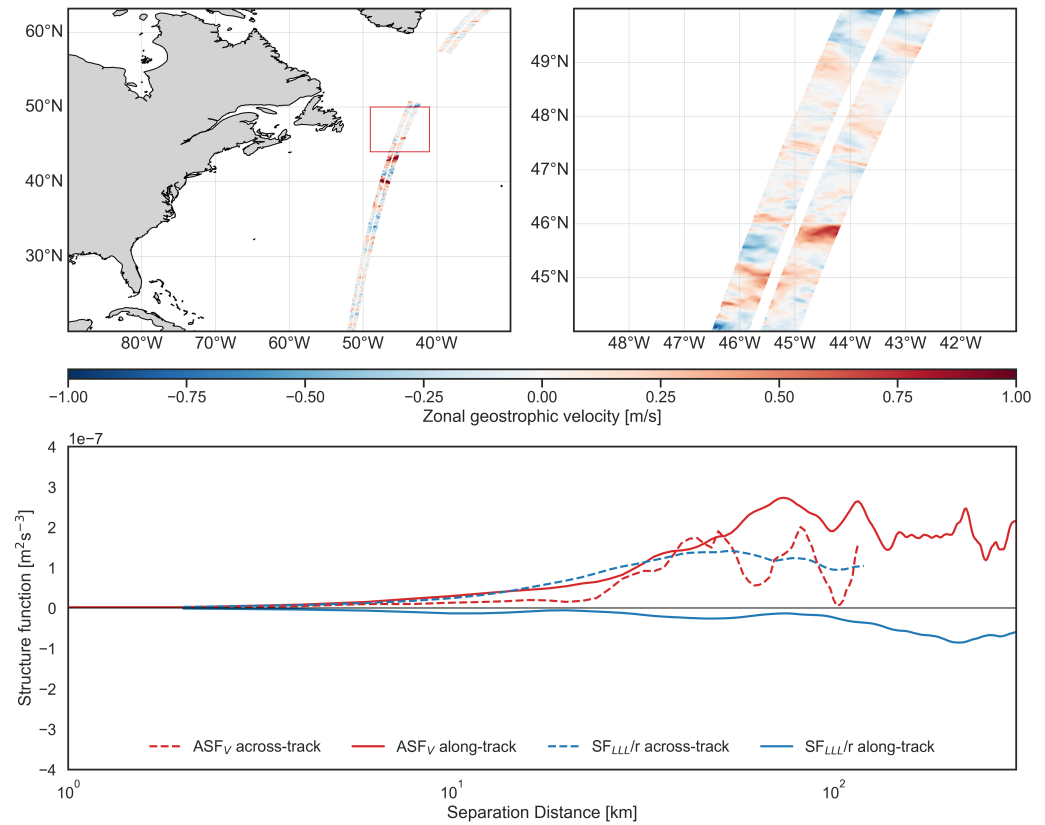 60°N
50°N
40°N
30°N
80°W 70°W 60°W 50°W 40°W
49°N
48°N
47°N
46°N
45°N
48°W 47°W 46°W 45°W 44°W 43°W 42°W
−1.00 −0.75 −0.50 −0.25 0.00 0.25 0.50 0.75 1.00
Zonal geostrophic velocity [m/s]
1e−7
Structure function [m²s⁻³]
4
3
2
1
0
−1
−2
−3
−4
ASF_V across-track ASF_V along-track SF_LLL/r across-track SF_LLL/r along-track
10⁰ 10¹ 10²
Separation Distance [km]